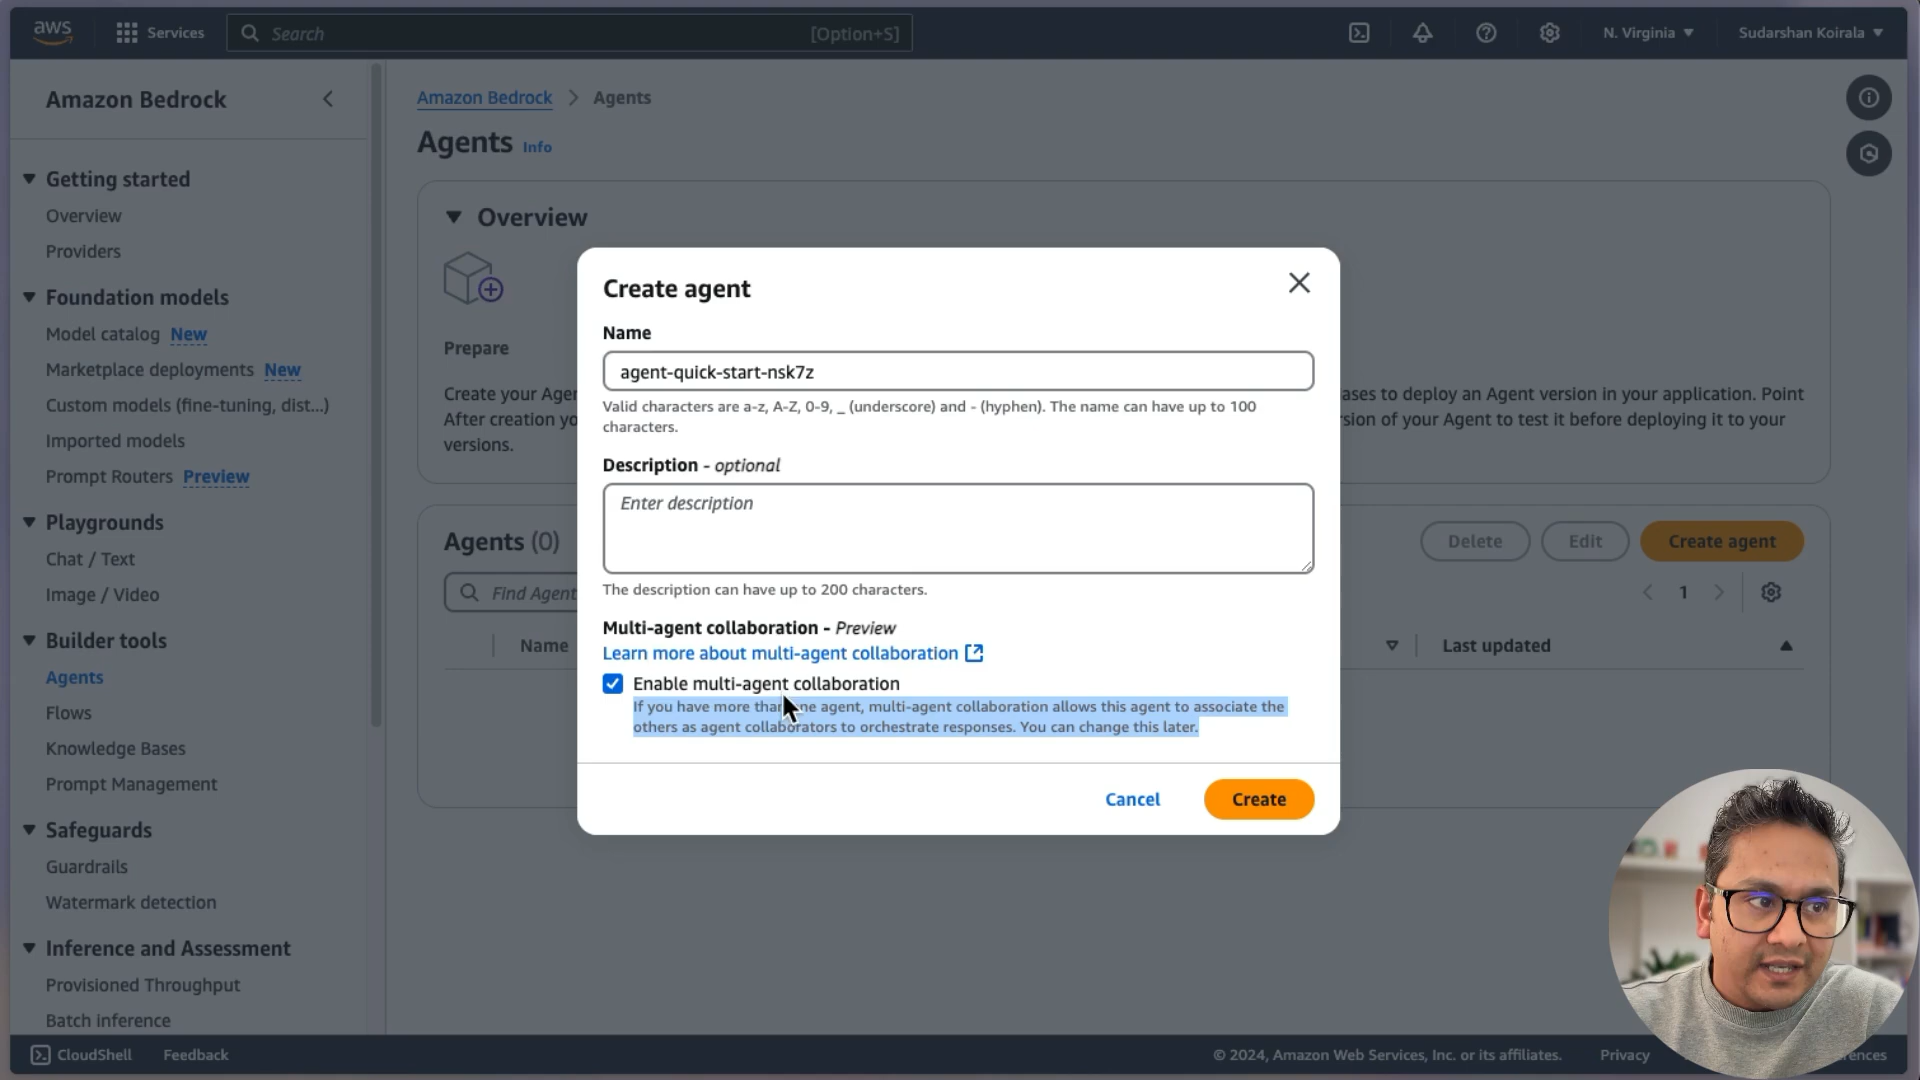 aws
Services
Search
[Option+S]
N. Virginia
Sudarshan Koirala
Amazon Bedrock
Getting started
Overview
Providers
Foundation models
Model catalog New
Marketplace deployments New
Custom models (fine-tuning, dist...)
Imported models
Prompt Routers Preview
Playgrounds
Chat / Text
Image / Video
Builder tools
Agents
Flows
Knowledge Bases
Prompt Management
Safeguards
Guardrails
Watermark detection
Inference and Assessment
Provisioned Throughput
Batch inference
Amazon Bedrock > Agents
Agents Info
Overview
Prepare
Create your Ager
After creation yo
versions.
ases to deploy an Agent version in your application. Point
sion of your Agent to test it before deploying it to your
Agents (0)
Delete
Edit
Create agent
Find Agent
1
Name
Last updated
Create agent
Name
agent-quick-start-nsk7z
Valid characters are a-z, A-Z, 0-9, _ (underscore) and - (hyphen). The name can have up to 100
characters.
Description - optional
Enter description
The description can have up to 200 characters.
Multi-agent collaboration - Preview
Learn more about multi-agent collaboration
Enable multi-agent collaboration
If you have more than one agent, multi-agent collaboration allows this agent to associate the
others as agent collaborators to orchestrate responses. You can change this later.
Cancel
Create
CloudShell
Feedback
© 2024, Amazon Web Services, Inc. or its affiliates.
Privacy
ences